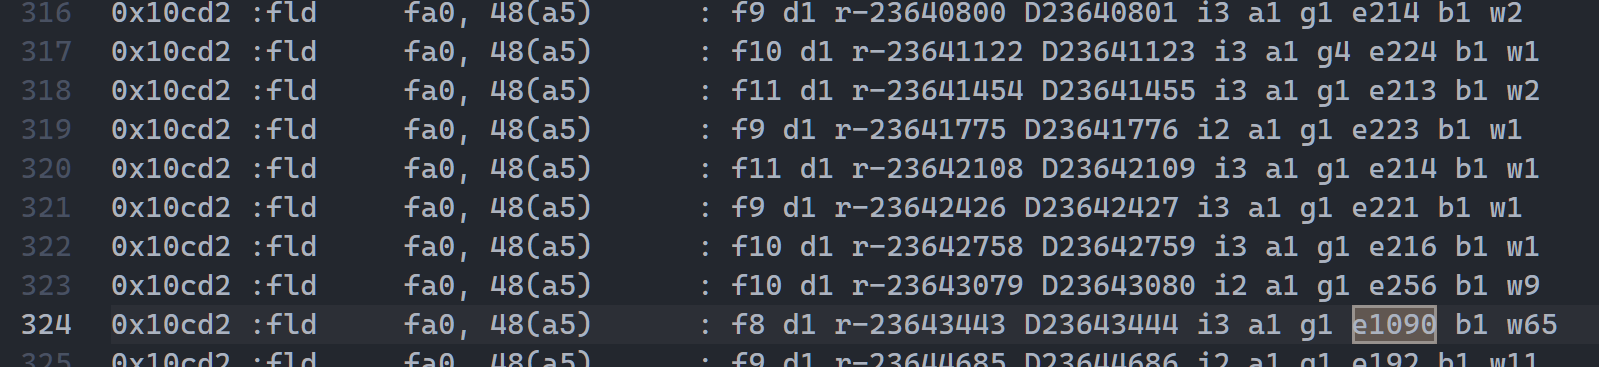 316 0x10cd2 :fld fa0, 48(a5) : f9 d1 r-23640800 D23640801 i3 a1 g1 e214 b1 w2
317 0x10cd2 :fld fa0, 48(a5) : f10 d1 r-23641122 D23641123 i3 a1 g4 e224 b1 w1
318 0x10cd2 :fld fa0, 48(a5) : f11 d1 r-23641454 D23641455 i3 a1 g1 e213 b1 w2
319 0x10cd2 :fld fa0, 48(a5) : f9 d1 r-23641775 D23641776 i2 a1 g1 e223 b1 w1
320 0x10cd2 :fld fa0, 48(a5) : f11 d1 r-23642108 D23642109 i3 a1 g1 e214 b1 w1
321 0x10cd2 :fld fa0, 48(a5) : f9 d1 r-23642426 D23642427 i3 a1 g1 e221 b1 w1
322 0x10cd2 :fld fa0, 48(a5) : f10 d1 r-23642758 D23642759 i3 a1 g1 e216 b1 w1
323 0x10cd2 :fld fa0, 48(a5) : f10 d1 r-23643079 D23643080 i2 a1 g1 e256 b1 w9
324 0x10cd2 :fld fa0, 48(a5) : f8 d1 r-23643443 D23643444 i3 a1 g1 e1090 b1 w65
325 0x10cd2 :fld fa0, 48(a5) : f9 d1 r-23644685 D23644686 i2 a1 g1 e192 b1 w11